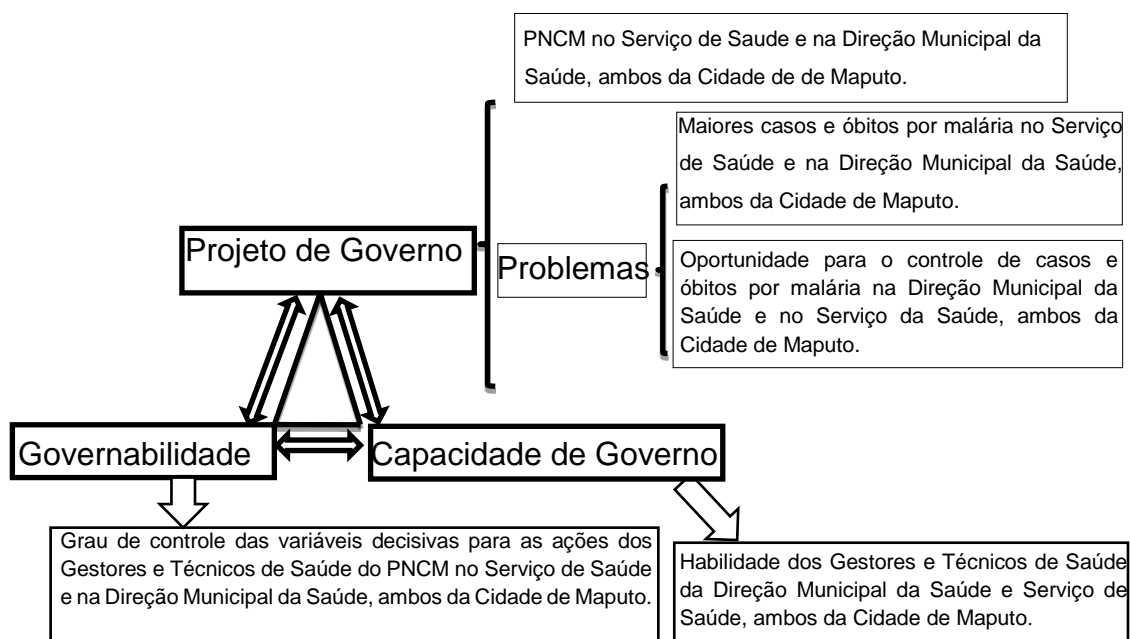 PNCM no Serviço de Saude e na Direção Municipal da
Saúde, ambos da Cidade de de Maputo.
Maiores casos e óbitos por malária no Serviço
de Saúde e na Direção Municipal da Saúde,
ambos da Cidade de Maputo.
Projeto de Governo
Problemas
Oportunidade para o controle de casos e
óbitos por malária na Direção Municipal da
Saúde e no Serviço da Saúde, ambos da
Cidade de Maputo.
Governabilidade
Capacidade de Governo
Grau de controle das variáveis decisivas para as ações dos
Gestores e Técnicos de Saúde do PNCM no Serviço de Saúde
e na Direção Municipal da Saúde, ambos da Cidade de Maputo.
Habilidade dos Gestores e Técnicos de Saúde
da Direção Municipal da Saúde e Serviço de
Saúde, ambos da Cidade de Maputo.